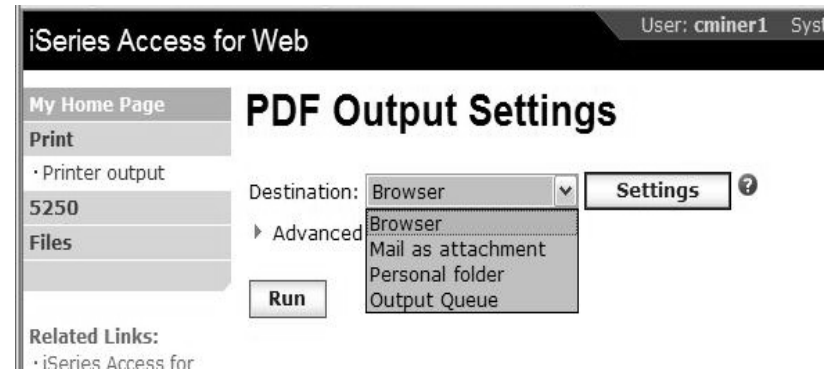 iSeries Access for Web
User: cminer1 Syst
My Home Page
Print
· Printer output
5250
Files
Related Links:
· iSeries Access for
PDF Output Settings
Destination: Browser Settings ?
Browser
Mail as attachment
Personal folder
Output Queue
Advanced
Run